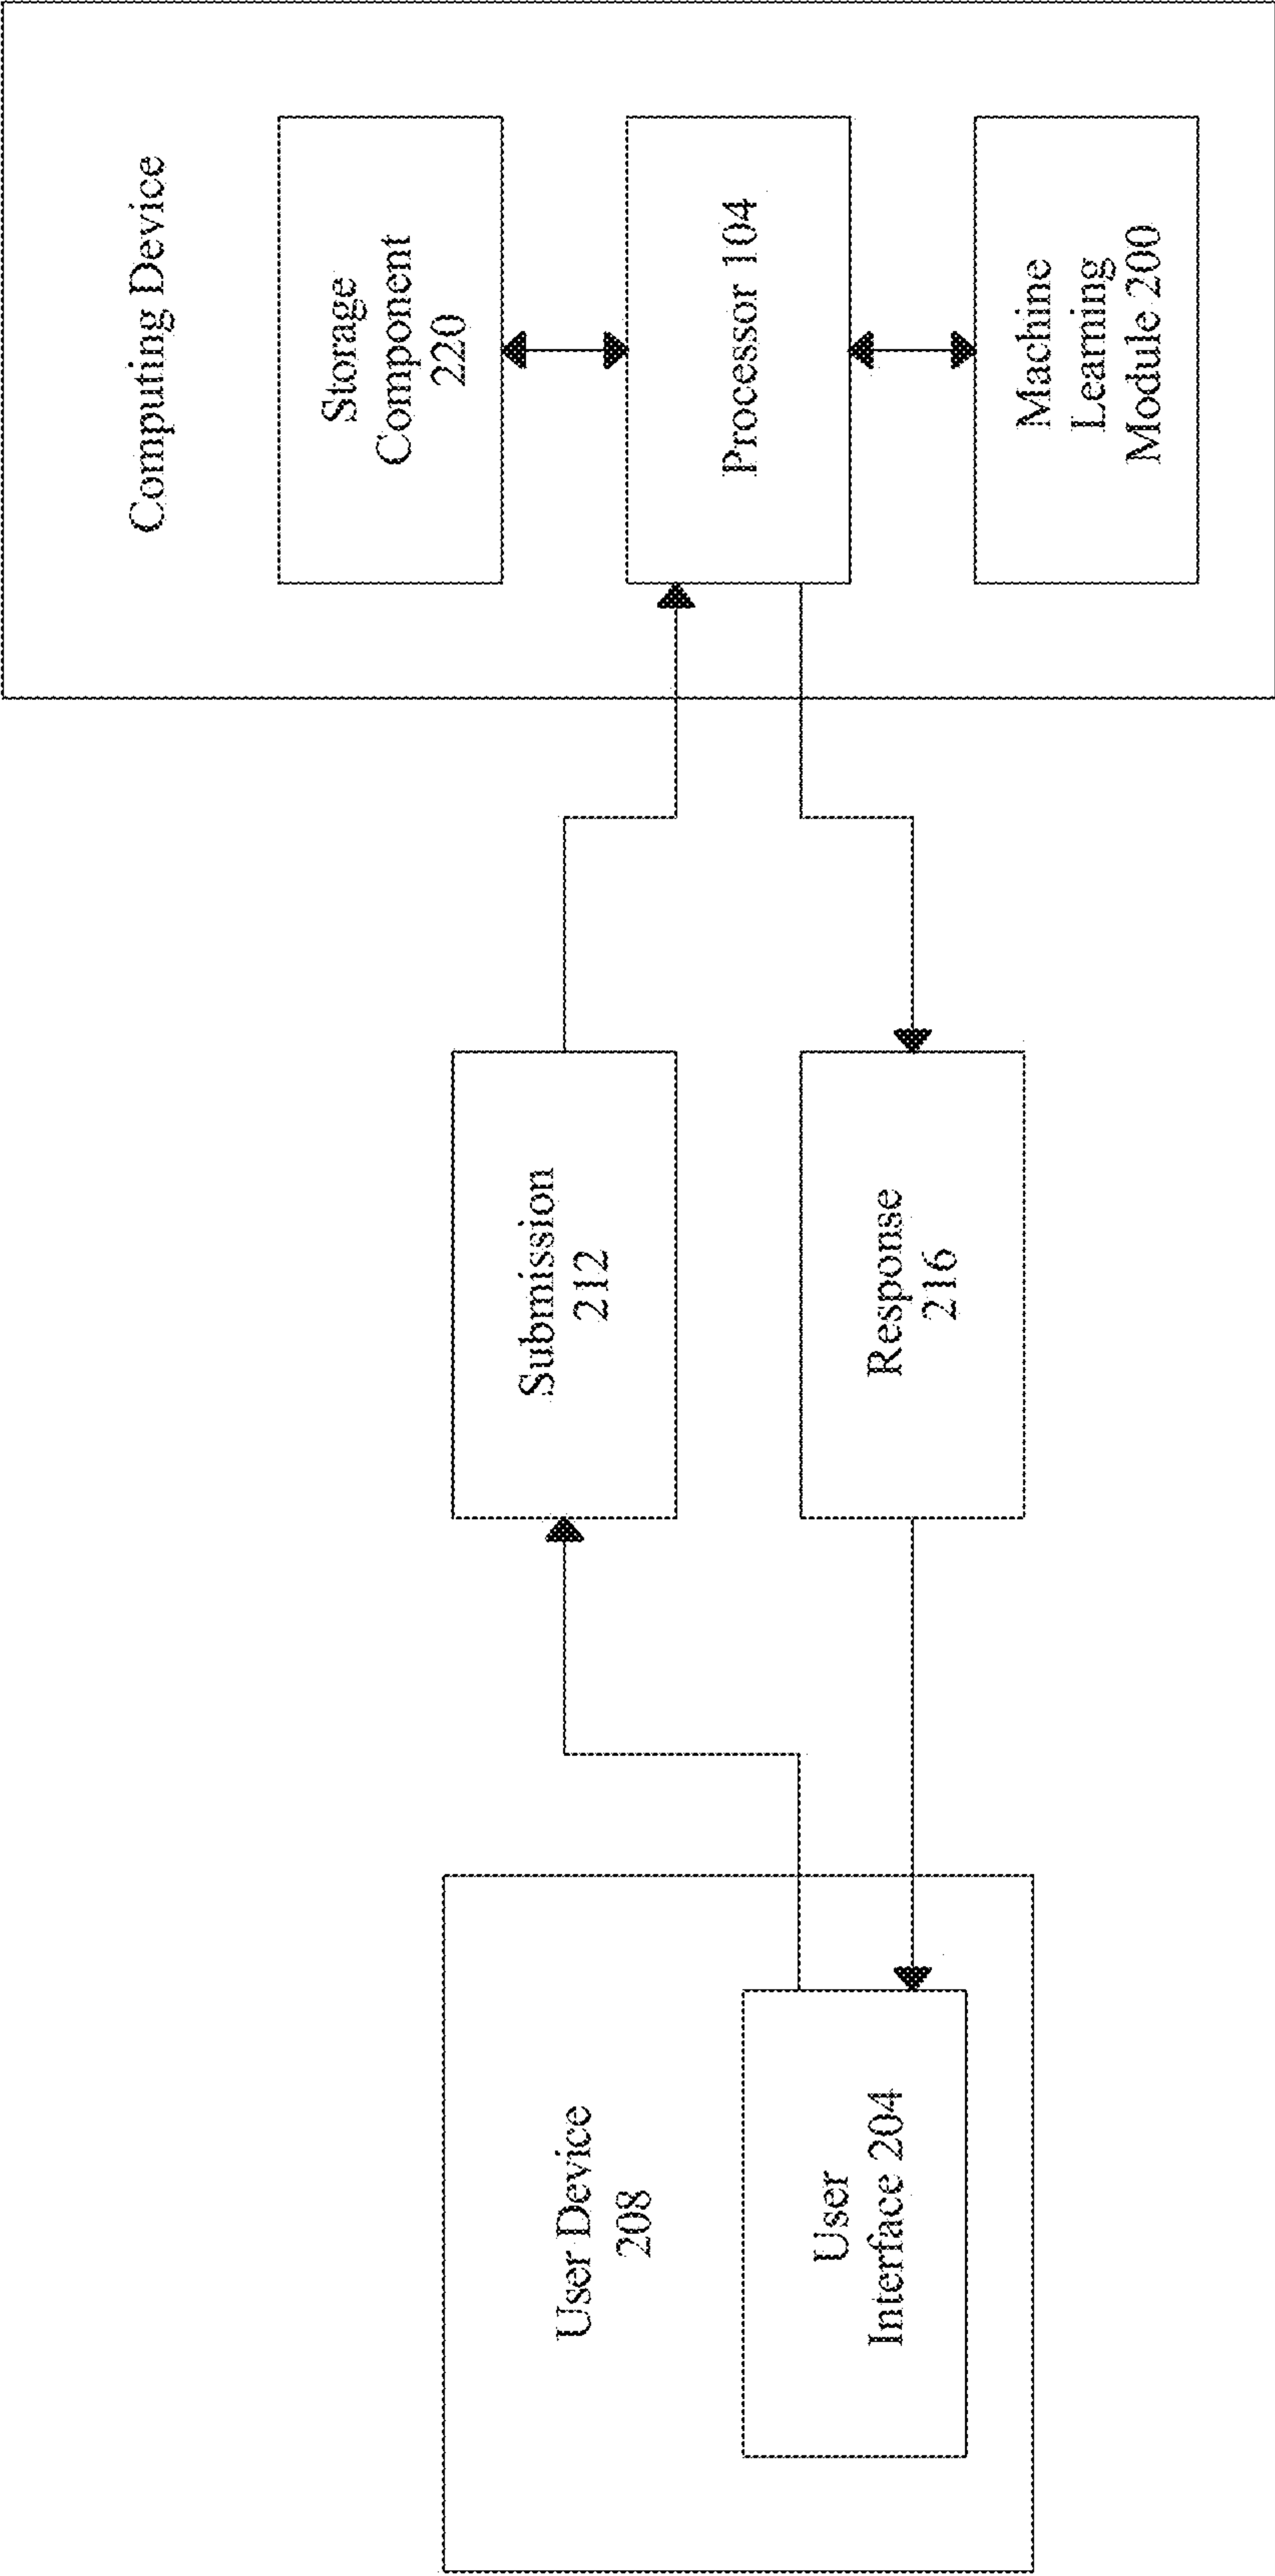 User Device
208
User
Interface 204
Submission
212
Response
216
Computing Device
Storage
Component
220
Processor 104
Machine
Learning
Module 200